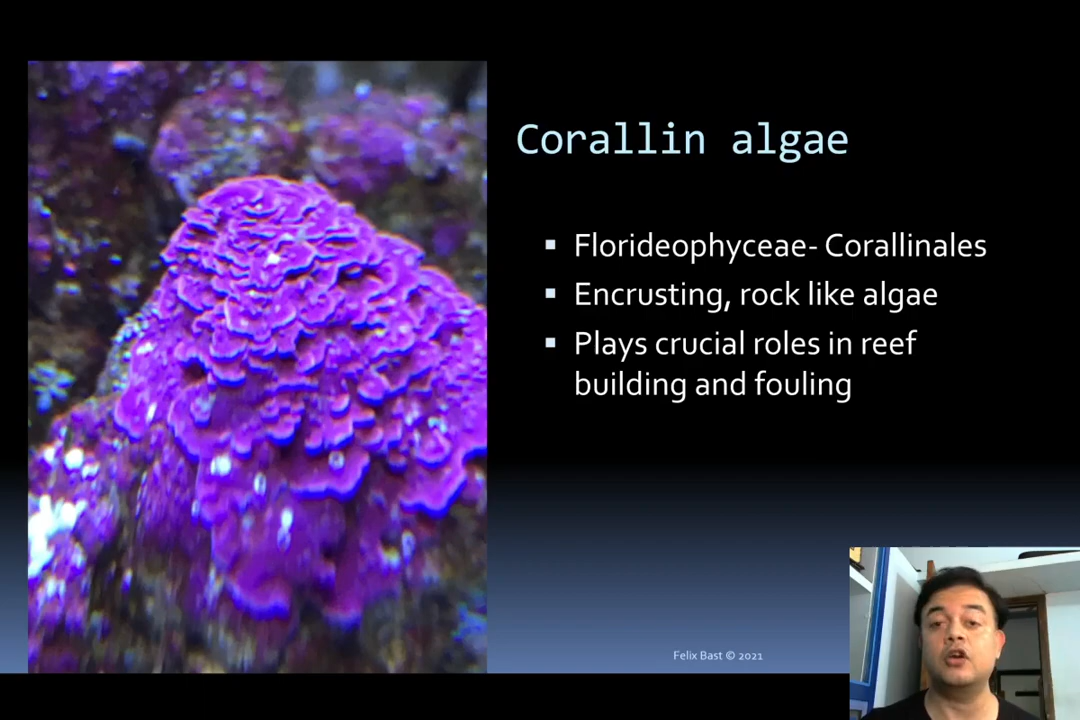 Corallin algae
▪ Florideophyceae- Corallinales
▪ Encrusting, rock like algae
▪ Plays crucial roles in reef
building and fouling
Felix Bast © 2021